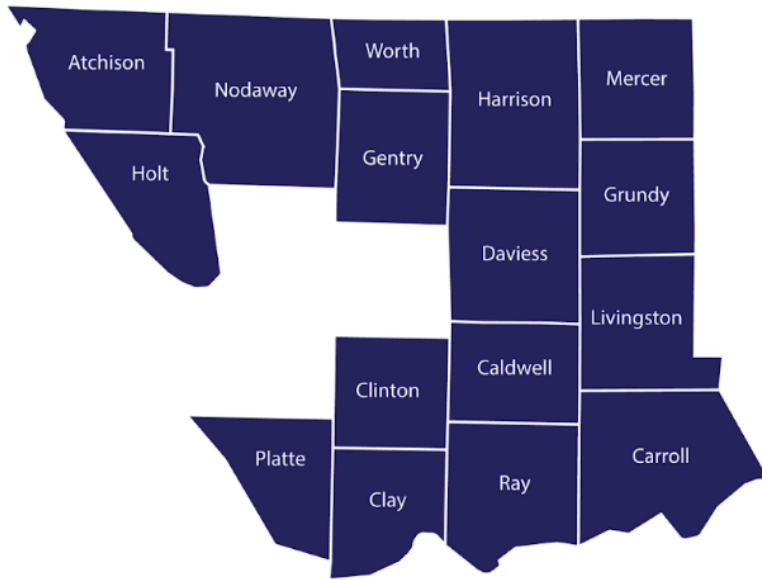 Worth
Atchison
Nodaway
Harrison
Mercer
Gentry
Holt
Grundy
Daviess
Livingston
Caldwell
Clinton
Platte
Carroll
Ray
Clay